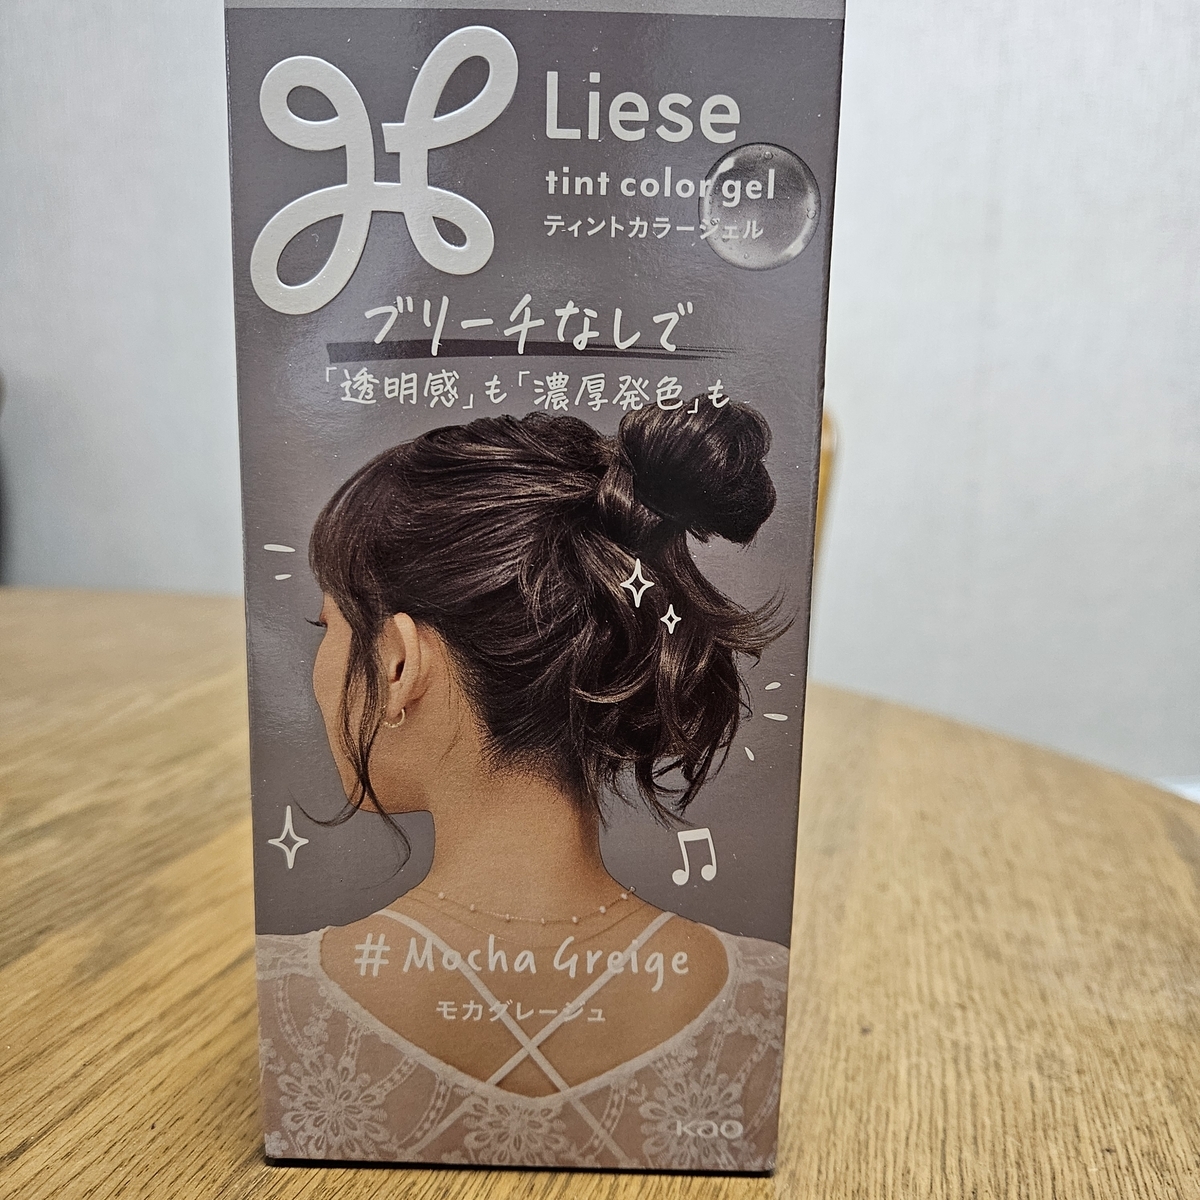 Liese
tint color gel
ティントカラージェル
ブリーチなしで
「透明感」も「濃厚発色」も
# Mocha Greige
モカグレージュ
Kao